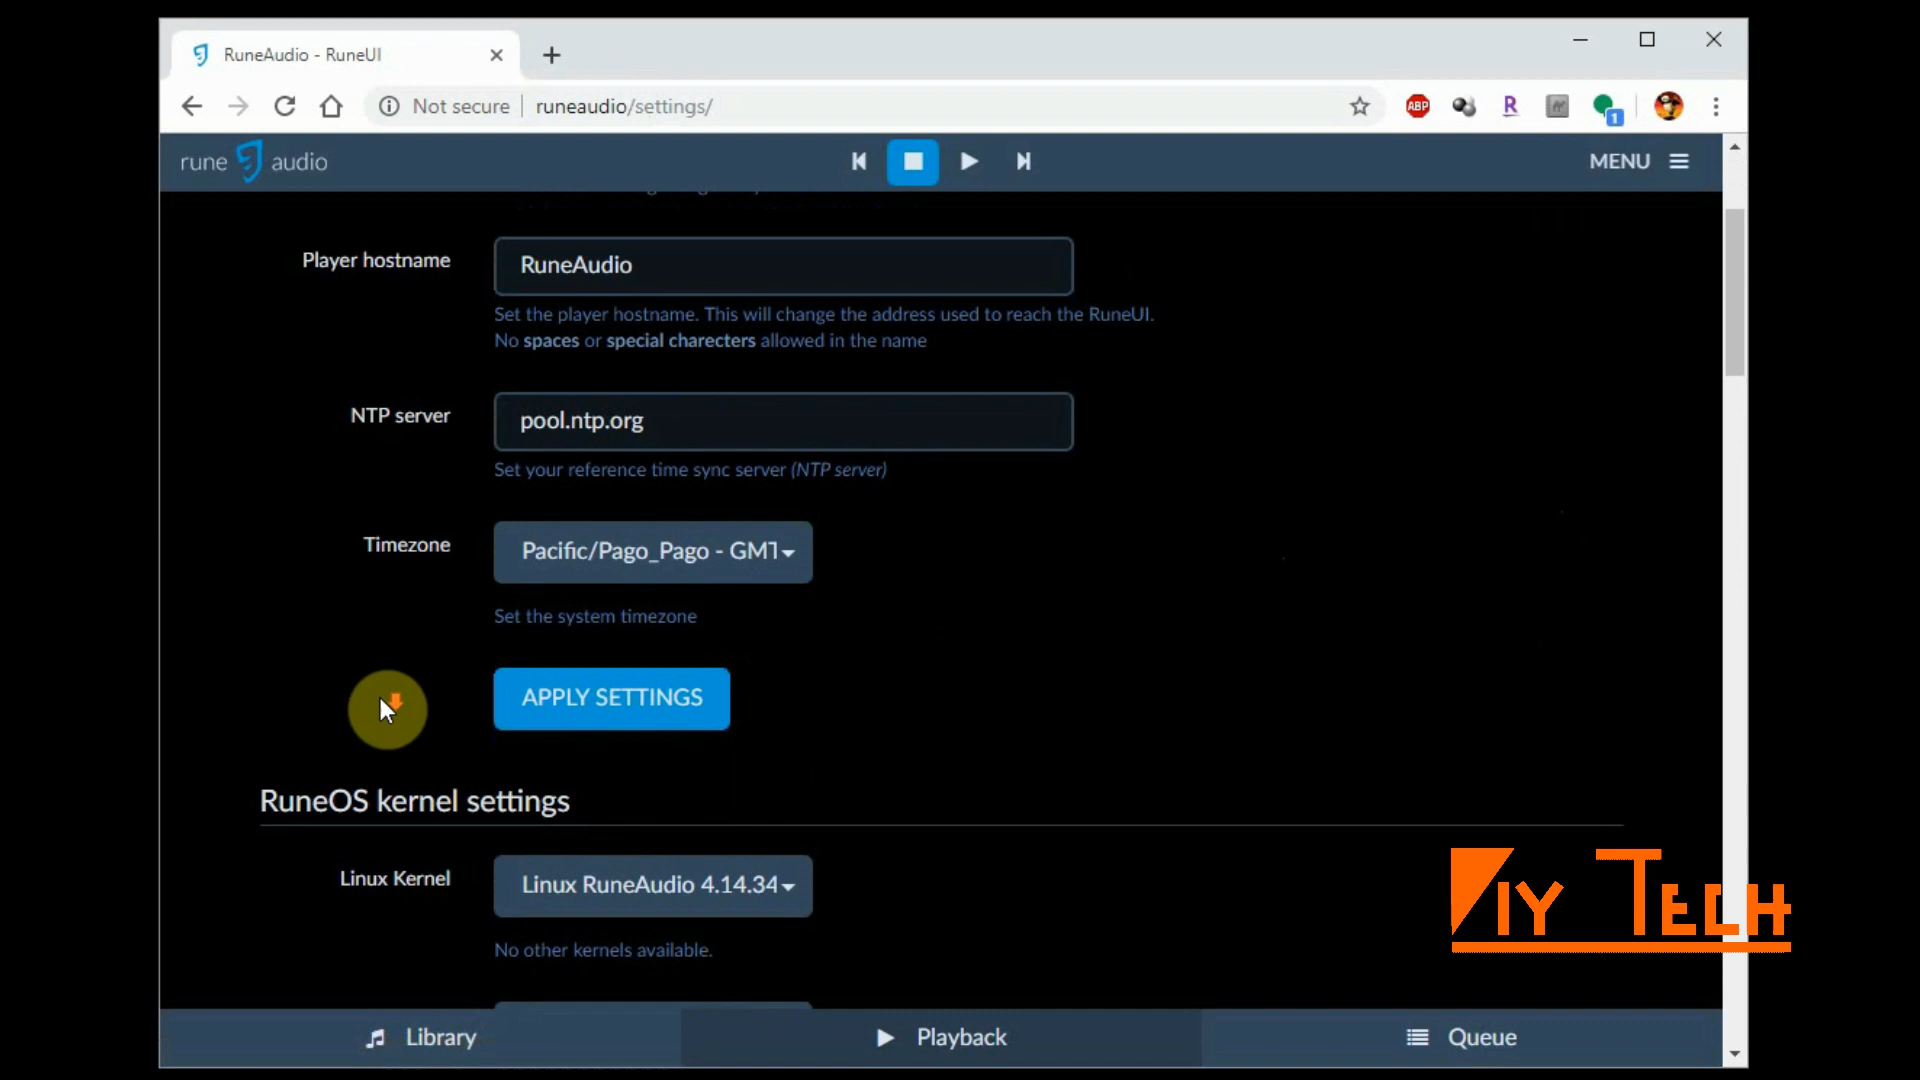 RuneAudio - RuneUI
Not secure
runeaudio/settings/
ABP
R
1
rune audio
MENU
Player hostname
RuneAudio
Set the player hostname. This will change the address used to reach the RuneUI.
No spaces or special charecters allowed in the name
NTP server
pool.ntp.org
Set your reference time sync server (NTP server)
Timezone
Pacific/Pago_Pago - GMT
Set the system timezone
APPLY SETTINGS
RuneOS kernel settings
Linux Kernel
Linux RuneAudio 4.14.34
No other kernels available.
DIY TECH
Library
Playback
Queue